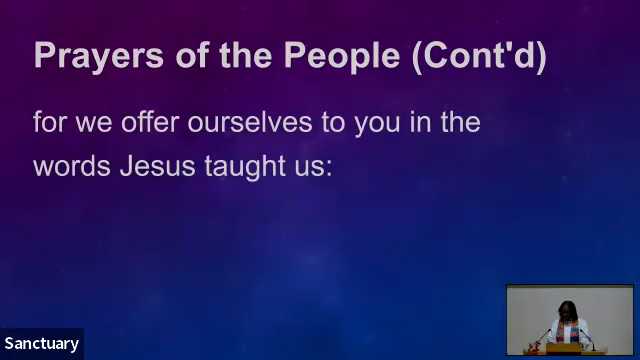 Prayers of the People (Cont'd)
for we offer ourselves to you in the
words Jesus taught us:
Sanctuary